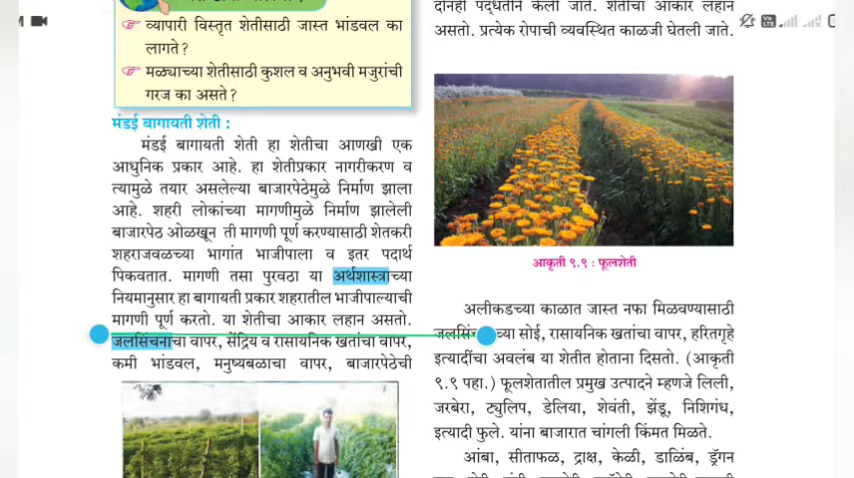 व्यापारी विस्तृत शेतीसाठी जास्त भांडवल का
लागते ?
मळ्याच्या शेतीसाठी कुशल व अनुभवी मजुरांची
गरज का असते ?
मंडई बागायती शेती :
मंडई बागायती शेती हा शेतीचा आणखी एक
आधुनिक प्रकार आहे. हा शेतीप्रकार नागरीकरण व
त्यामुळे तयार असलेल्या बाजारपेठेमुळे निर्माण झाला
आहे. शहरी लोकांच्या मागणीमुळे निर्माण झालेली
बाजारपेठ ओळखून ती मागणी पूर्ण करण्यासाठी शेतकरी
शहराजवळच्या भागांत भाजीपाला व इतर पदार्थ
पिकवतात. मागणी तसा पुरवठा या अर्थशास्त्राच्या
नियमानुसार हा बागायती प्रकार शहरातील भाजीपाल्याची
मागणी पूर्ण करतो. या शेतीचा आकार लहान असतो.
जलसिंचनाचा वापर, सेंद्रिय व रासायनिक खतांचा वापर,
कमी भांडवल, मनुष्यबळाचा वापर, बाजारपेठेची
दोन्ही पद्धतीने केली जाते. शेतीचा आकार लहान
असतो. प्रत्येक रोपाची व्यवस्थित काळजी घेतली जाते.
आकृती ९.९ : फूलशेती
अलीकडच्या काळात जास्त नफा मिळवण्यासाठी
च्या सोई, रासायनिक खतांचा वापर, हरितगृहे
इत्यादींचा अवलंब या शेतीत होताना दिसतो. (आकृती
९.९ पहा.) फूलशेतातील प्रमुख उत्पादने म्हणजे लिली,
जरबेरा, ट्युलिप, डेलिया, शेवंती, झेंडू, निशिगंध,
इत्यादी फुले. यांना बाजारात चांगली किंमत मिळते.
आंबा, सीताफळ, द्राक्ष, केळी, डाळिंब, ड्रॅगन